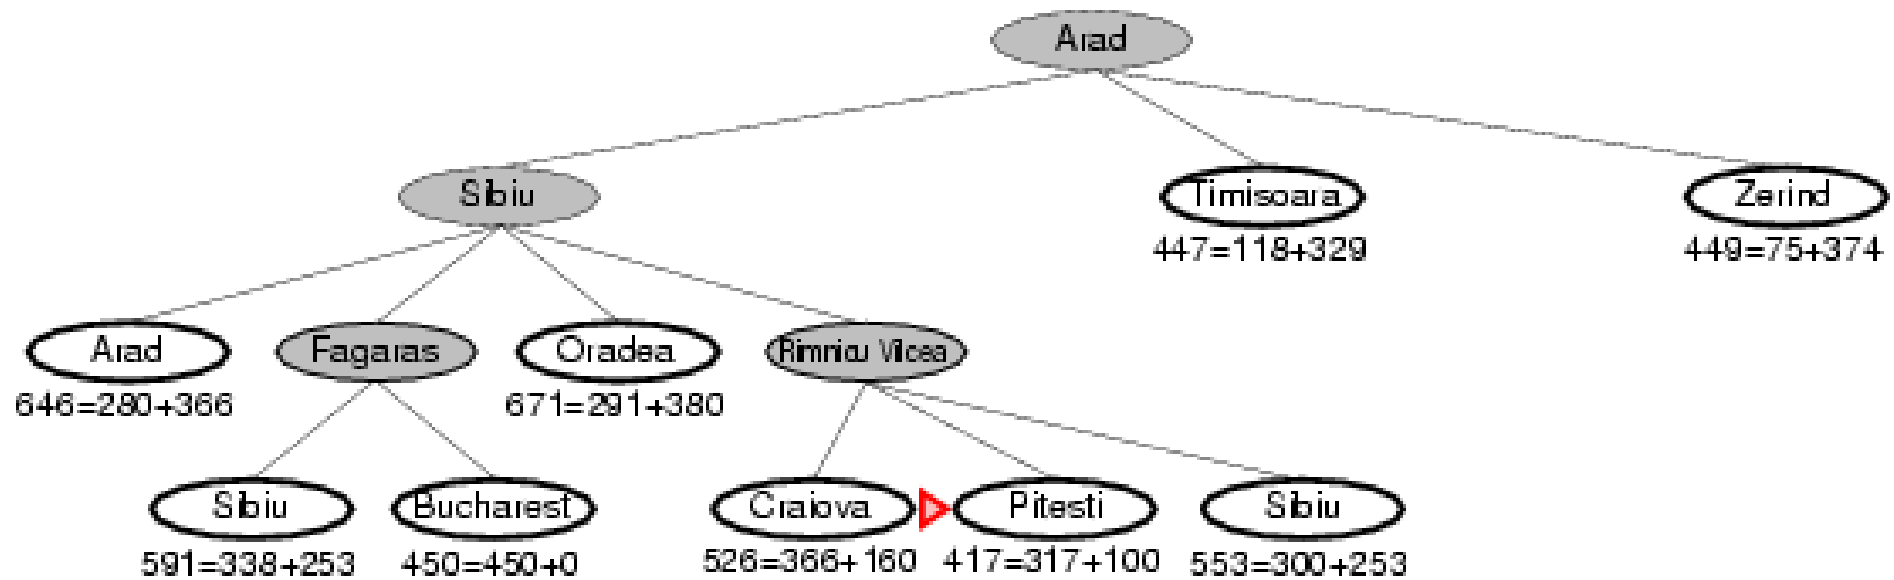 Arad
Sibiu
Timisoara
Zerind
447=118+329
449=75+374
Arad
Fagaras
Oradea
Rimnicu Vilcea
646=280+366
671=291+380
Sibiu
Bucharest
Craiova
Pitesti
Sibiu
591=338+253
450=450+0
526=366+160
417=317+100
553=300+253